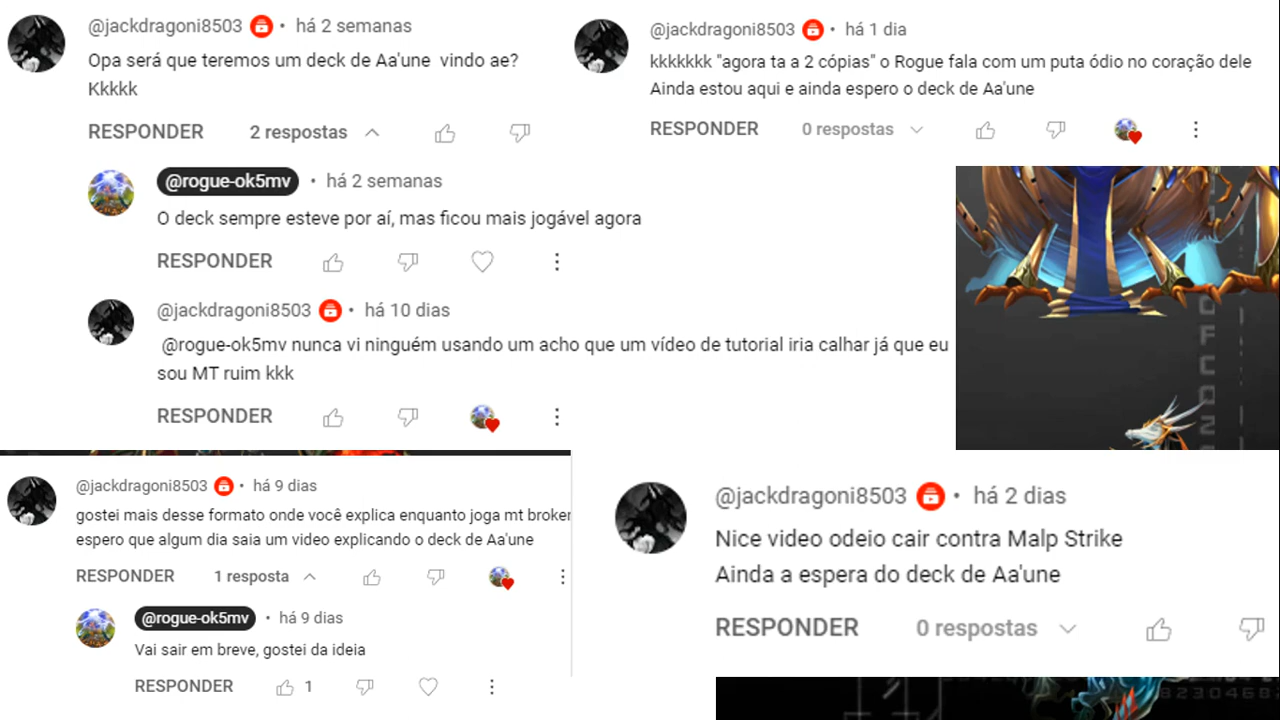 @jackdragoni8503 • há 2 semanas
Opa será que teremos um deck de Aa'une vindo ae?
Kkkkk
RESPONDER 2 respostas
@rogue-ok5mv • há 2 semanas
O deck sempre esteve por aí, mas ficou mais jogável agora
RESPONDER
@jackdragoni8503 • há 10 dias
@rogue-ok5mv nunca vi ninguém usando um acho que um vídeo de tutorial iria calhar já que eu
sou MT ruim kkk
RESPONDER
@jackdragoni8503 • há 1 dia
kkkkkkk "agora ta a 2 cópias" o Rogue fala com um puta ódio no coração dele
Ainda estou aqui e ainda espero o deck de Aa'une
RESPONDER 0 respostas
@jackdragoni8503 • há 9 dias
gostei mais desse formato onde você explica enquanto joga mt broker
espero que algum dia saia um video explicando o deck de Aa'une
RESPONDER 1 resposta
@rogue-ok5mv • há 9 dias
Vai sair em breve, gostei da ideia
RESPONDER 1
@jackdragoni8503 • há 2 dias
Nice video odeio cair contra Malp Strike
Ainda a espera do deck de Aa'une
RESPONDER 0 respostas